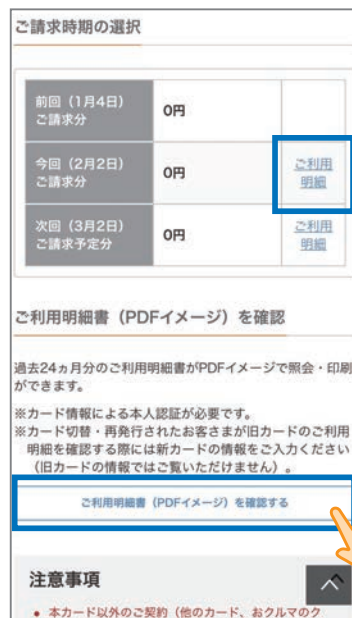 ご請求時期の選択
前回（1月4日）
ご請求分
0円
今回（2月2日）
ご請求分
0円
ご利用
明細
次回（3月2日）
ご請求予定分
0円
ご利用
明細
ご利用明細書（PDFイメージ）を確認
過去24ヵ月分のご利用明細書がPDFイメージで照会・印刷
ができます。
※カード情報による本人認証が必要です。
※カード切替・再発行されたお客さまが旧カードのご利用
明細を確認する際には新カードの情報をご入力ください
（旧カードの情報ではご覧いただけません）。
ご利用明細書（PDFイメージ）を確認する
注意事項
• 本カード以外のご契約（他のカード、おクルマのク